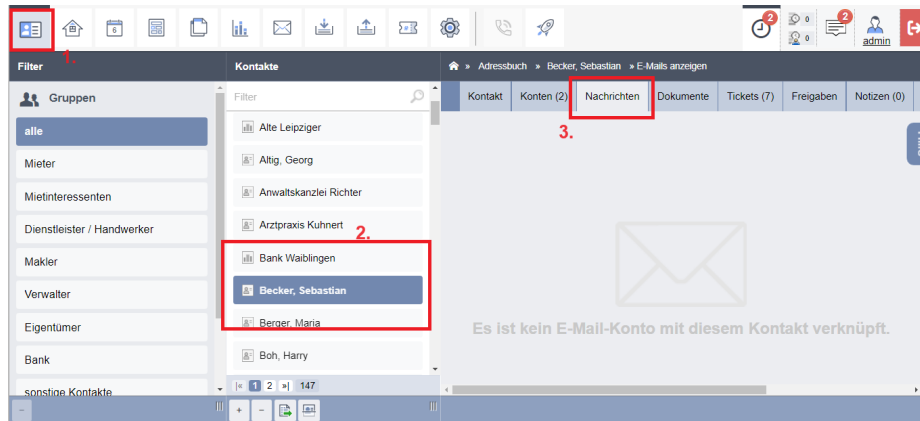 6
2
0
0
2
admin
1.
Filter
Kontakte
» Adressbuch » Becker, Sebastian » E-Mails anzeigen
Gruppen
alle
Mieter
Mietinteressenten
Dienstleister / Handwerker
Makler
Verwalter
Eigentümer
Bank
sonstige Kontakte
Filter
Alte Leipziger
Altig, Georg
Anwaltskanzlei Richter
Arztpraxis Kuhnert
2.
Bank Waiblingen
Becker, Sebastian
Berger, Maria
Boh, Harry
|« 1 2 »| 147
Kontakt Konten (2) Nachrichten Dokumente Tickets (7) Freigaben Notizen (0)
3.
Es ist kein E-Mail-Konto mit diesem Kontakt verknüpft.